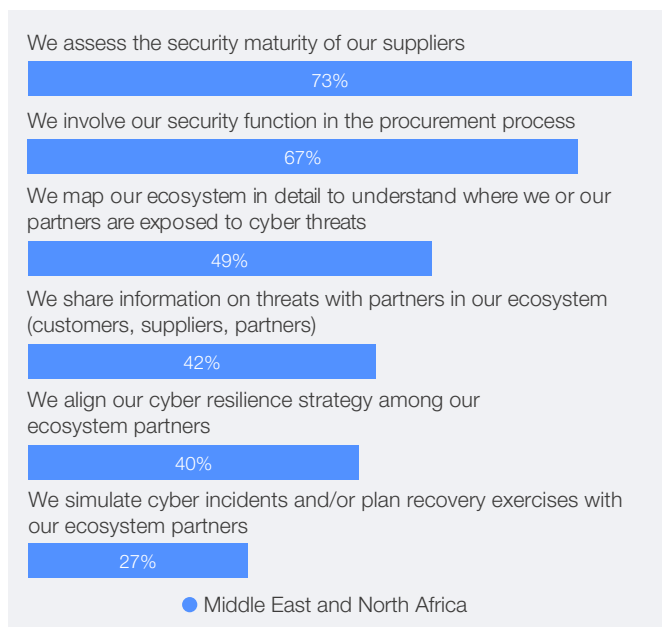 We assess the security maturity of our suppliers
73%
We involve our security function in the procurement process
67%
We map our ecosystem in detail to understand where we or our
partners are exposed to cyber threats
49%
We share information on threats with partners in our ecosystem
(customers, suppliers, partners)
42%
We align our cyber resilience strategy among our
ecosystem partners
40%
We simulate cyber incidents and/or plan recovery exercises with
our ecosystem partners
27%
Middle East and North Africa